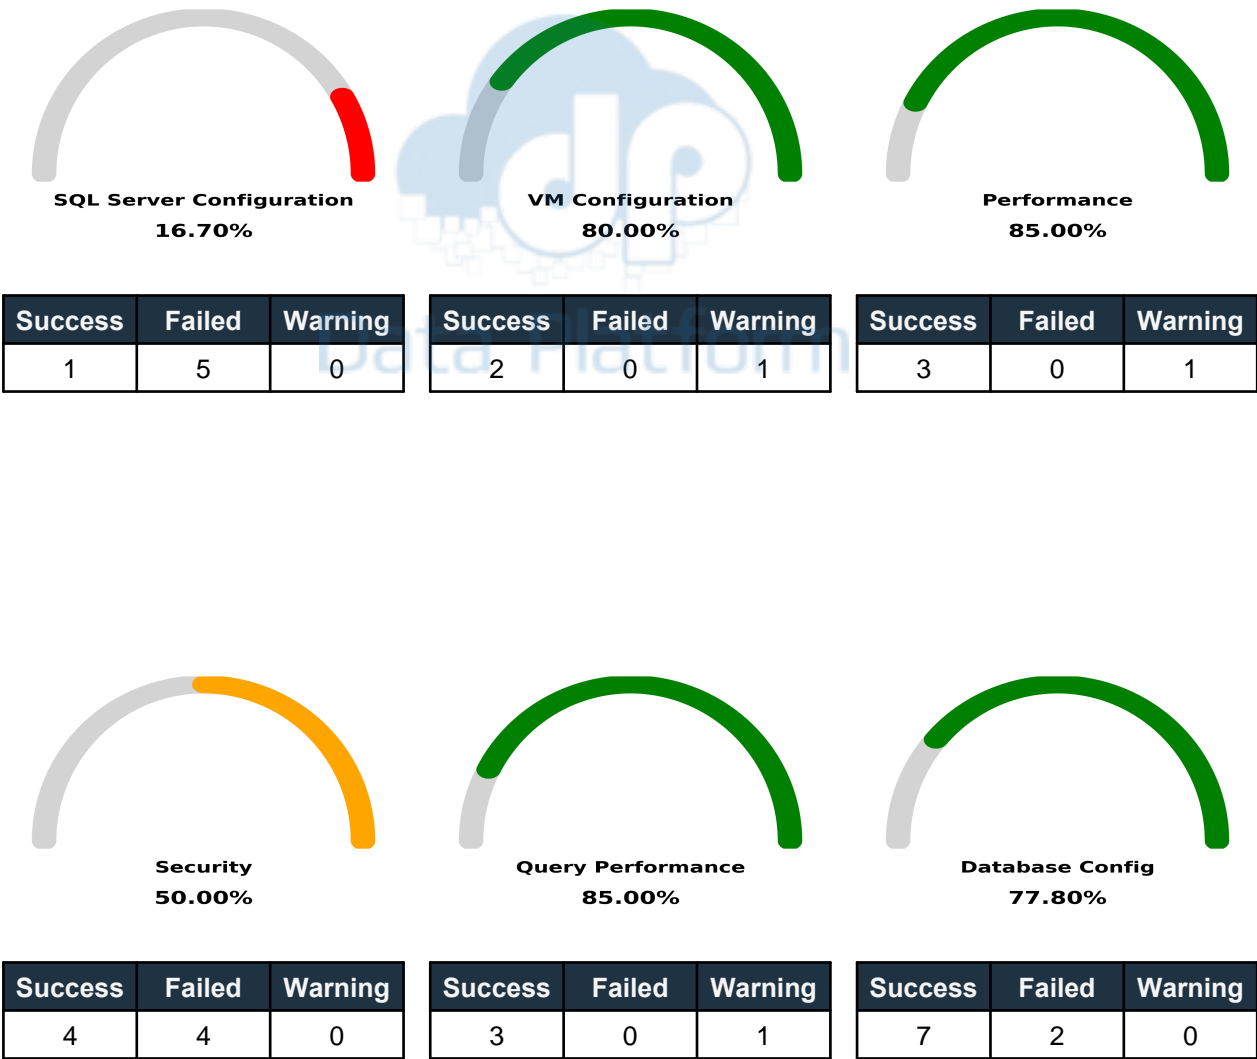 SQL Server Configuration
16.70%
VM Configuration
80.00%
Performance
85.00%
Success Failed Warning
1 5 0
Success Failed Warning
2 0 1
Success Failed Warning
3 0 1
dp
Data Platform
Security
50.00%
Query Performance
85.00%
Database Config
77.80%
Success Failed Warning
4 4 0
Success Failed Warning
3 0 1
Success Failed Warning
7 2 0